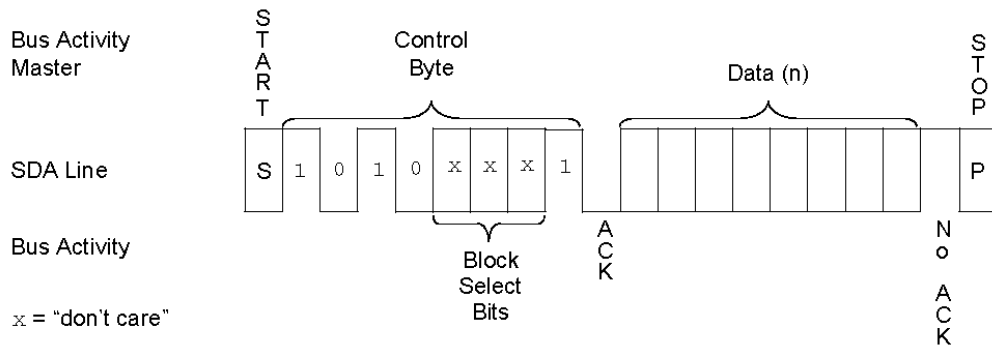 Bus Activity
Master
START
Control
Byte
Data (n)
STOP
SDA Line
S 1 0 1 0 x x x 1 P
Bus Activity
ACK
No ACK
Block
Select
Bits
x = “don’t care”